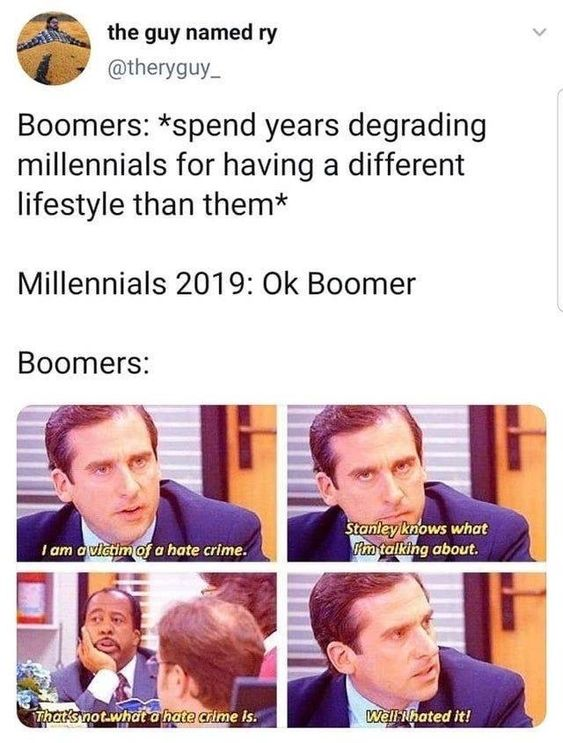 the guy named ry
@theryguy_
Boomers: *spend years degrading
millennials for having a different
lifestyle than them*
Millennials 2019: Ok Boomer
Boomers:
I am a victim of a hate crime.
Stanley knows what
I'm talking about.
That's not what a hate crime is.
Well I hated it!